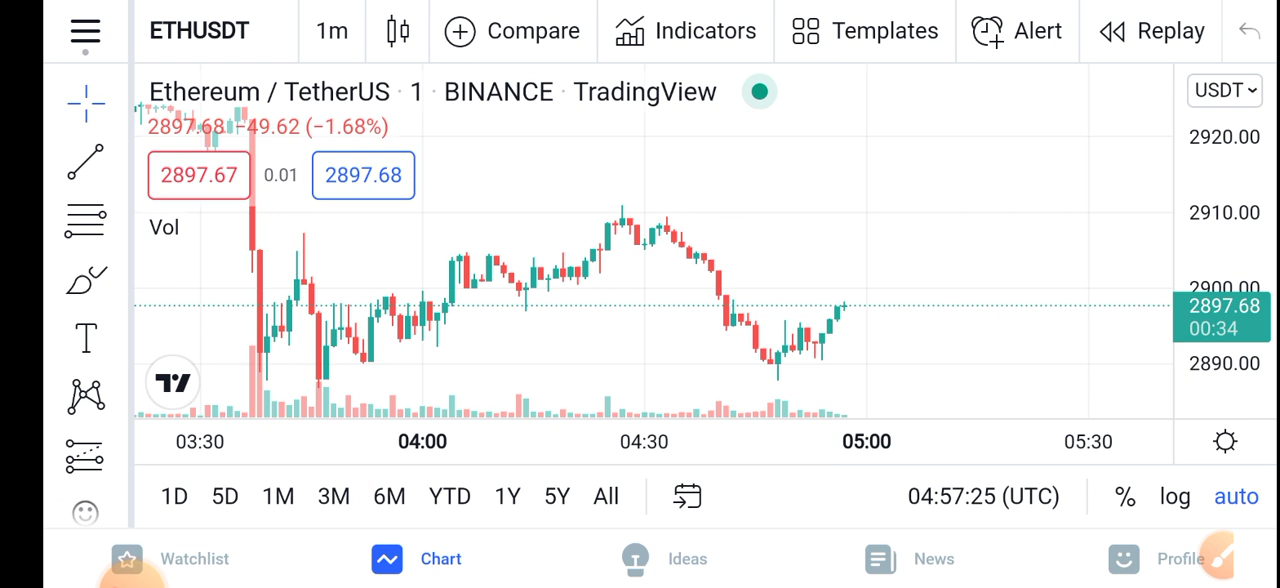 ETHUSDT 1m Compare Indicators Templates Alert Replay
Ethereum / TetherUS · 1 · BINANCE · TradingView
USDT
2897.68 −49.62 (−1.68%)
2897.67 0.01 2897.68
Vol
2920.00
2910.00
2900.00
2897.68
00:34
2890.00
03:30 04:00 04:30 05:00 05:30
1D 5D 1M 3M 6M YTD 1Y 5Y All 04:57:25 (UTC) % log auto
Watchlist Chart Ideas News Profile